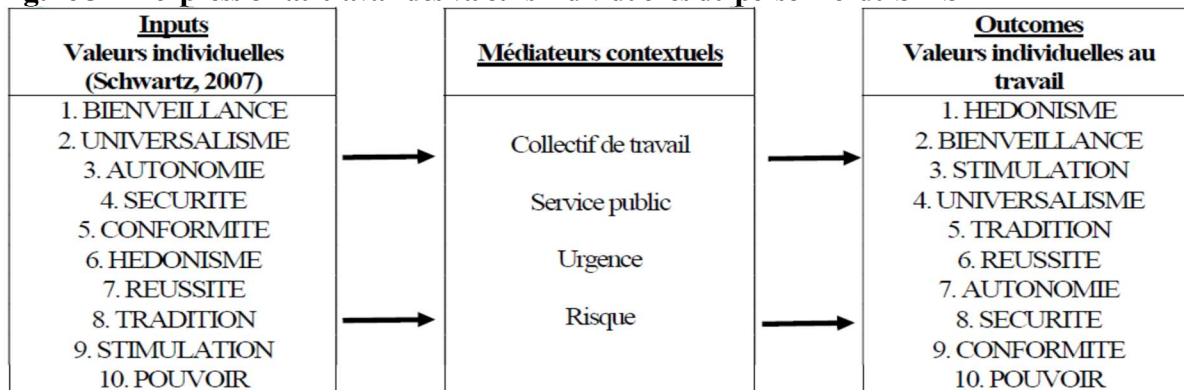 Inputs
Valeurs individuelles
(Schwartz, 2007)
1. BIENVEILLANCE
2. UNIVERSALISME
3. AUTONOMIE
4. SECURITE
5. CONFORMITE
6. HEDONISME
7. REUSSITE
8. TRADITION
9. STIMULATION
10. POUVOIR
Médiateurs contextuels
Collectif de travail
Service public
Urgence
Risque
Outcomes
Valeurs individuelles au
travail
1. HEDONISME
2. BIENVEILLANCE
3. STIMULATION
4. UNIVERSALISME
5. TRADITION
6. REUSSITE
7. AUTONOMIE
8. SECURITE
9. CONFORMITE
10. POUVOIR